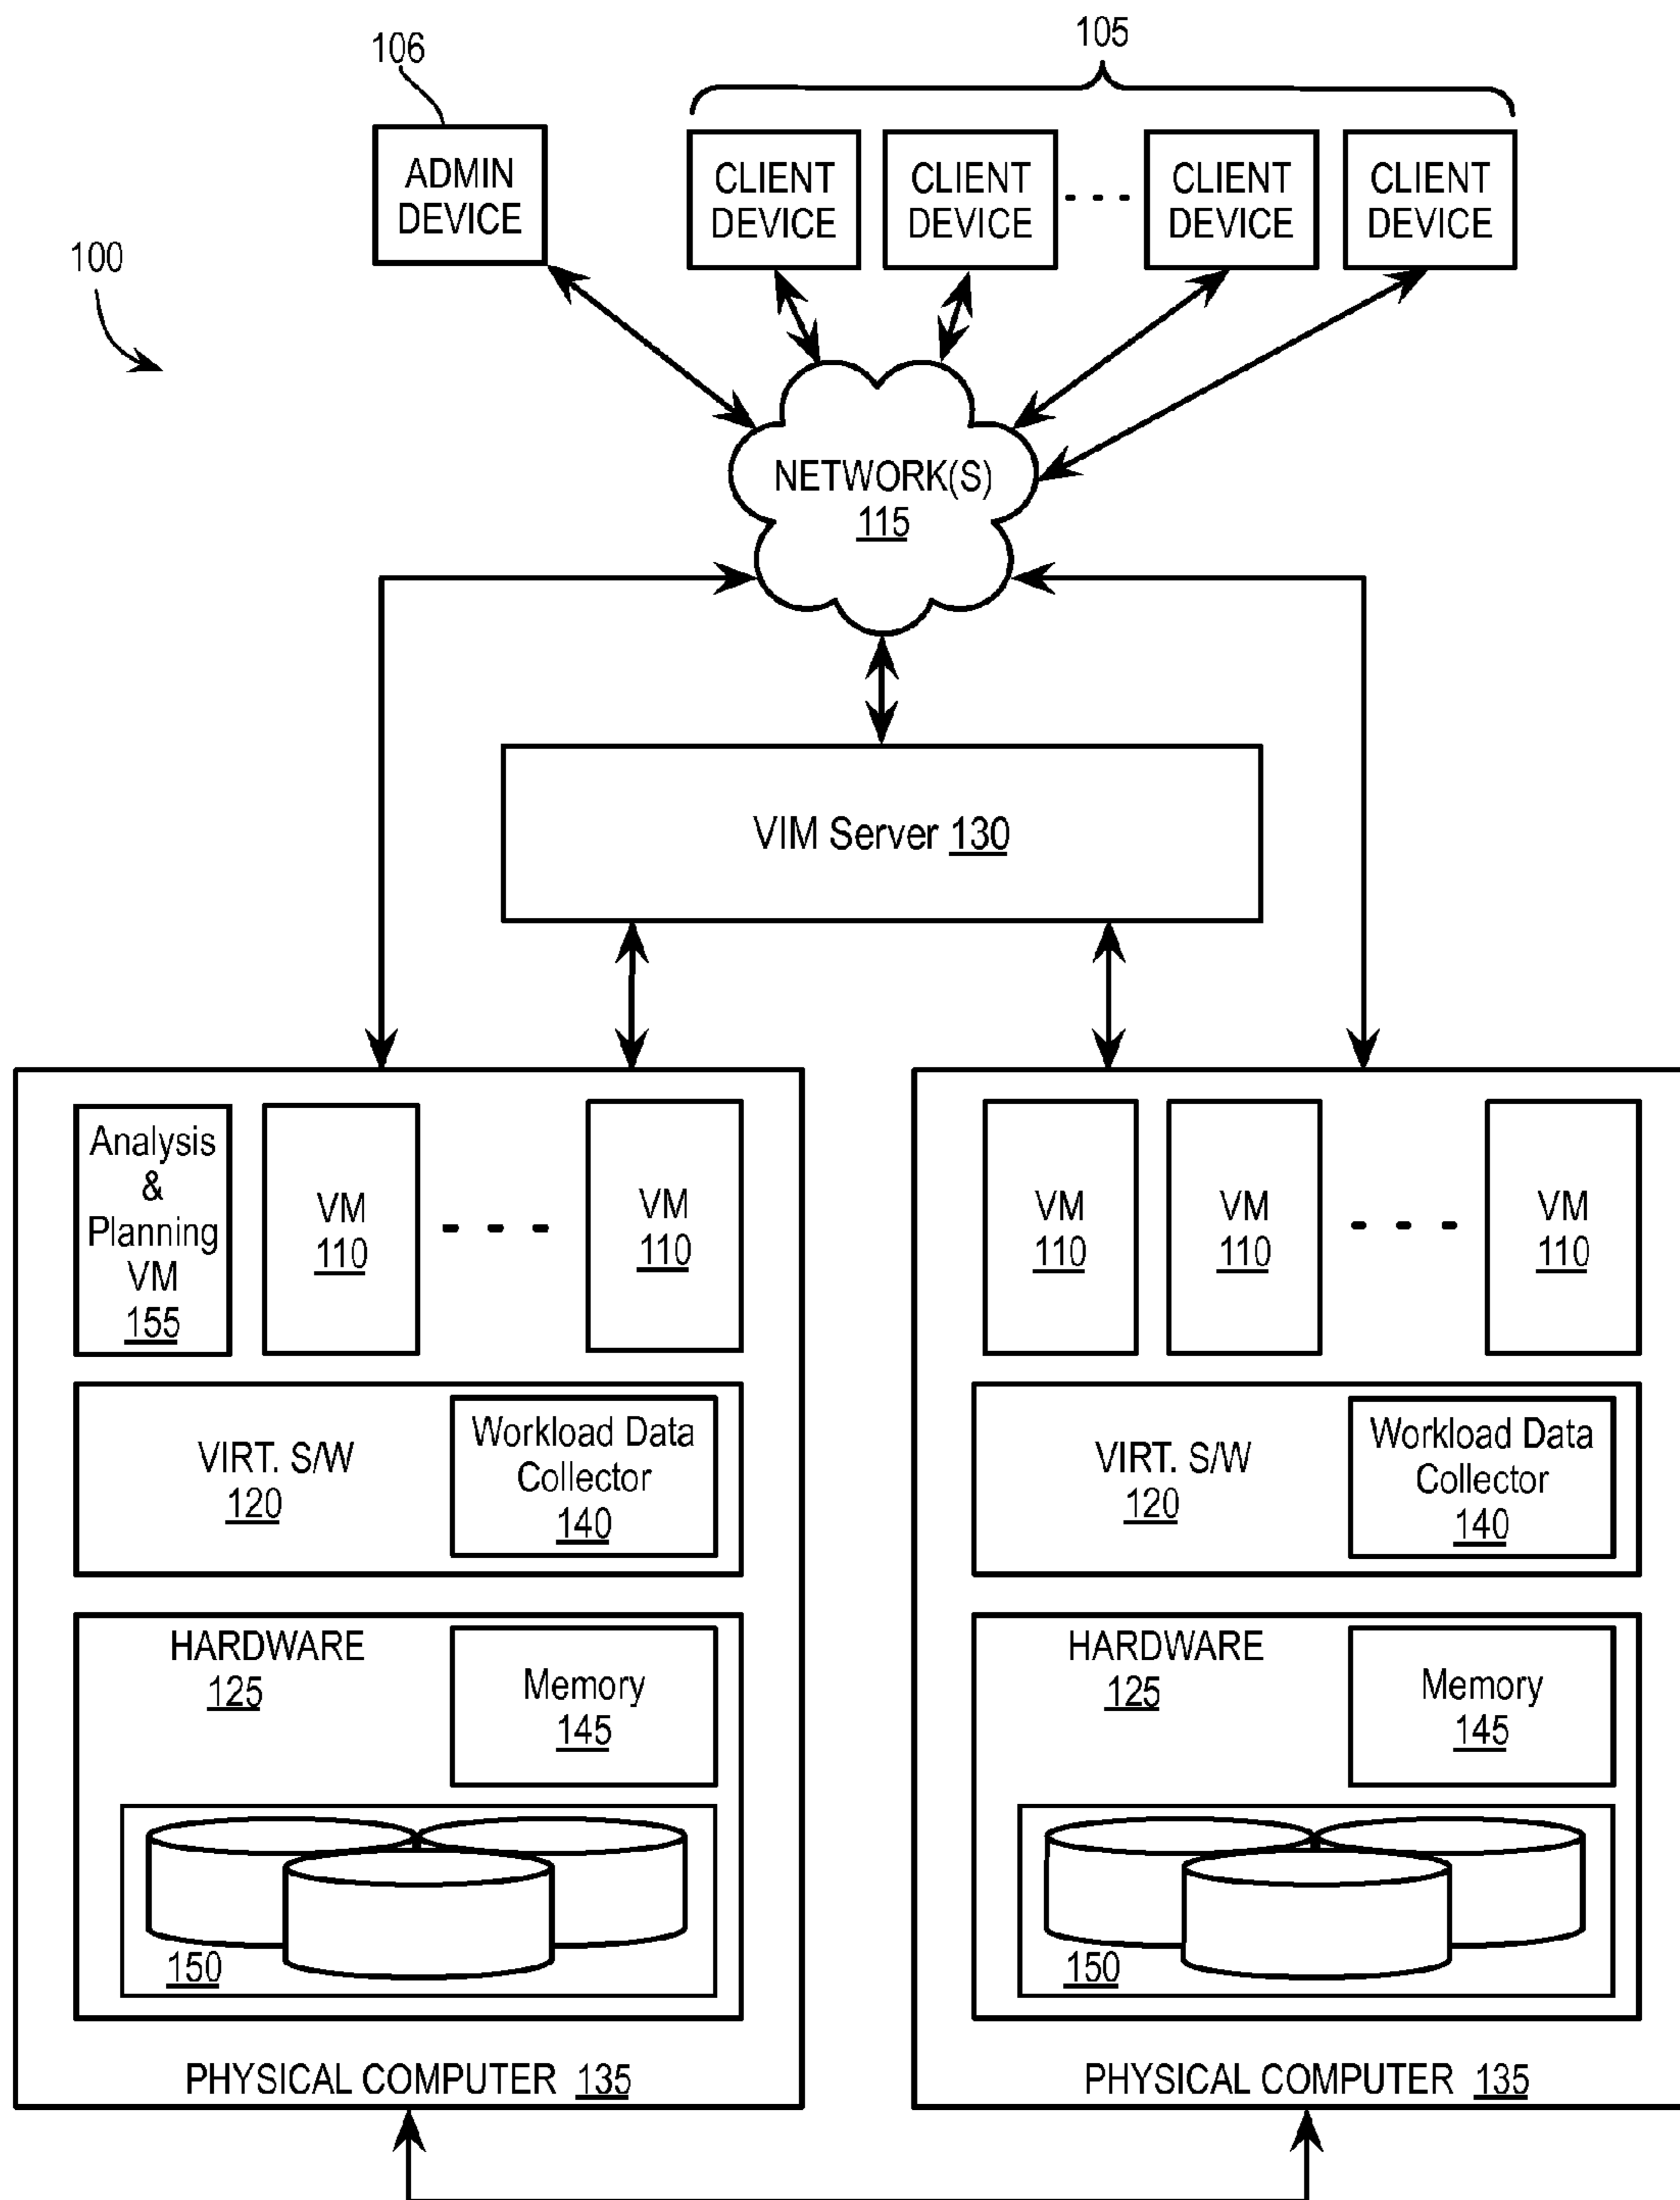 105
106
ADMIN
DEVICE
CLIENT
DEVICE
CLIENT
DEVICE
CLIENT
DEVICE
CLIENT
DEVICE
100
NETWORK(S)
115
VIM Server 130
Analysis
&
Planning
VM
155
VM
110
VM
110
VIRT. S/W
120
Workload Data
Collector
140
HARDWARE
125
Memory
145
150
PHYSICAL COMPUTER 135
VM
110
VM
110
VM
110
VIRT. S/W
120
Workload Data
Collector
140
HARDWARE
125
Memory
145
150
PHYSICAL COMPUTER 135